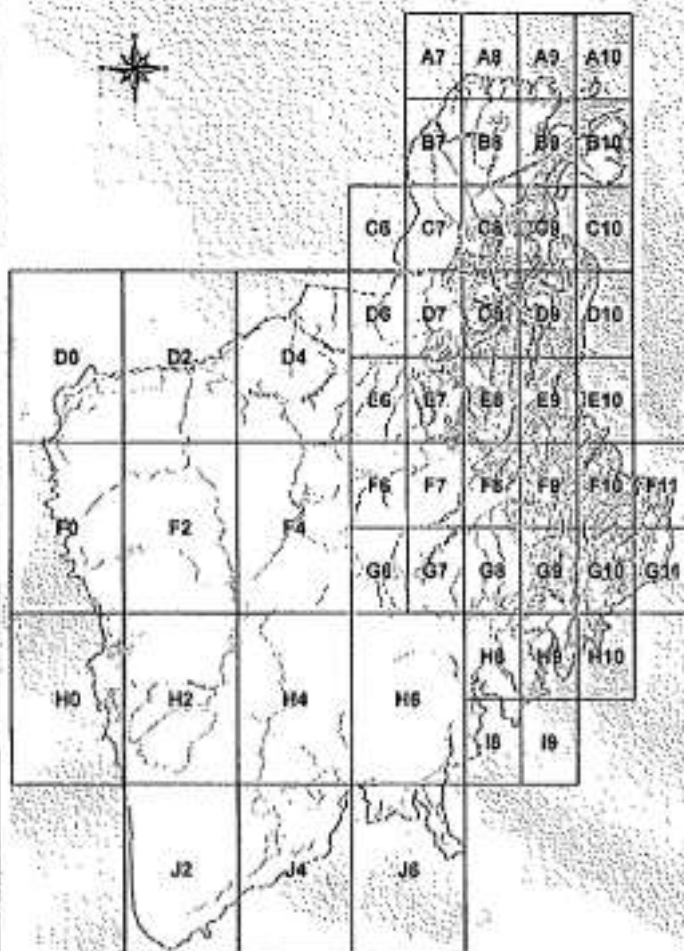 A7 A8 A9 A10
B7 B8 B9 B10
C6 C7 C8 C9 C10
D0 D2 D4 D6 D7 D8 D9 D10
E6 E7 E8 E9 E10
F0 F2 F4 F6 F7 F8 F9 F10 F11
G6 G7 G8 G9 G10 G11
H0 H2 H4 H6 H8 H9 H10
I8 I9
J2 J4 J6